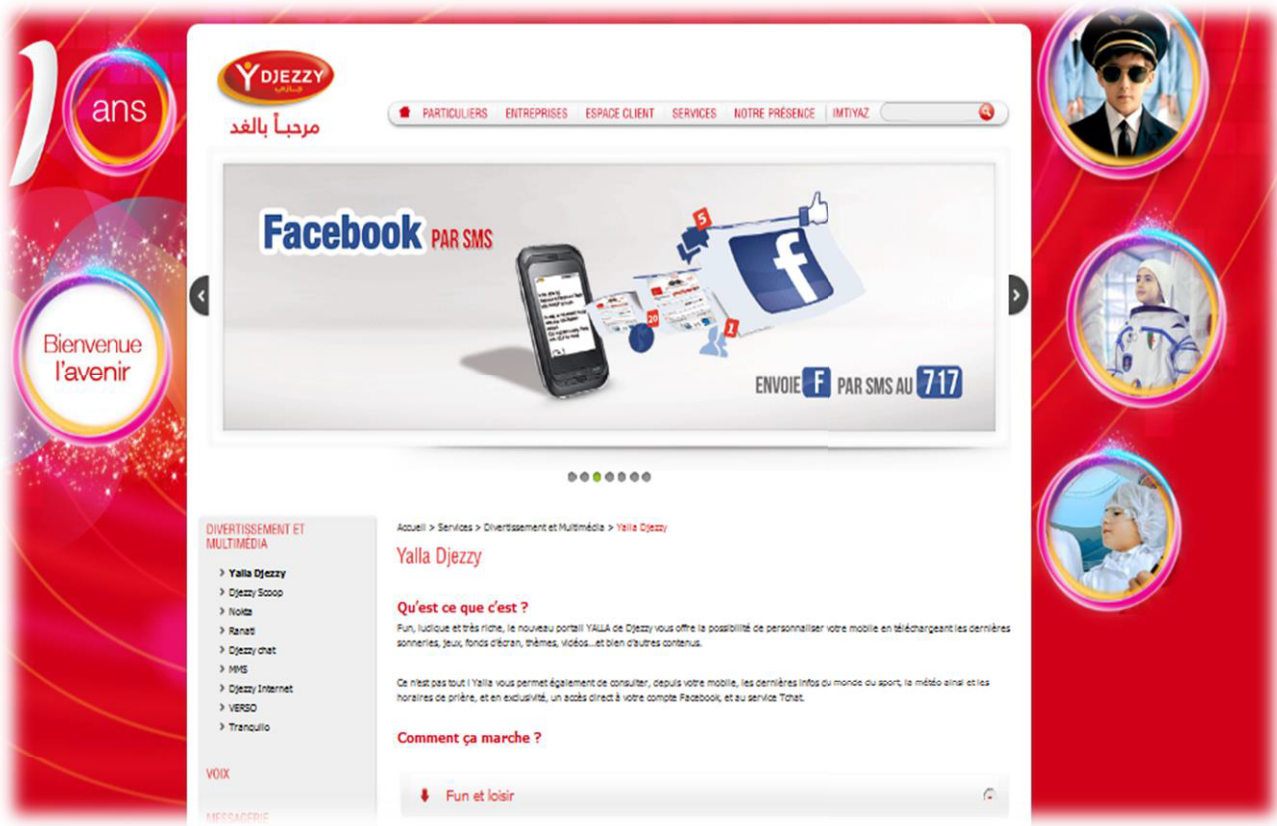 ans
Bienvenue
l'avenir
DJEZZY
جازي
مرحباً بالغد
PARTICULIERS ENTREPRISES ESPACE CLIENT SERVICES NOTRE PRÉSENCE IMTIYAZ
Facebook PAR SMS
5
20
1
f
ENVOIE F PAR SMS AU 717
DIVERTISSEMENT ET
MULTIMÉDIA
Yalla Djezzy
Djezzy Scoop
Nokta
Ranati
Djezzy chat
MMS
Djezzy Internet
VERSO
Tranquilo
VOIX
MESSAGERIE
Accueil > Services > Divertissement et Multimédia > Yalla Djezzy
Yalla Djezzy
Qu'est ce que c'est ?
Fun, ludique et très riche, le nouveau portail YALLA de Djezzy vous offre la possibilité de personnaliser votre mobile en téléchargeant les dernières
sonneries, jeux, fonds d'écran, thèmes, vidéos...et bien d'autres contenus.
Ce n'est pas tout ! Yalla vous permet également de consulter, depuis votre mobile, les dernières infos du monde du sport, la météo ainsi et les
horaires de prière, et en exclusivité, un accès direct à votre compte Facebook, et au service Tchat.
Comment ça marche ?
Fun et loisir